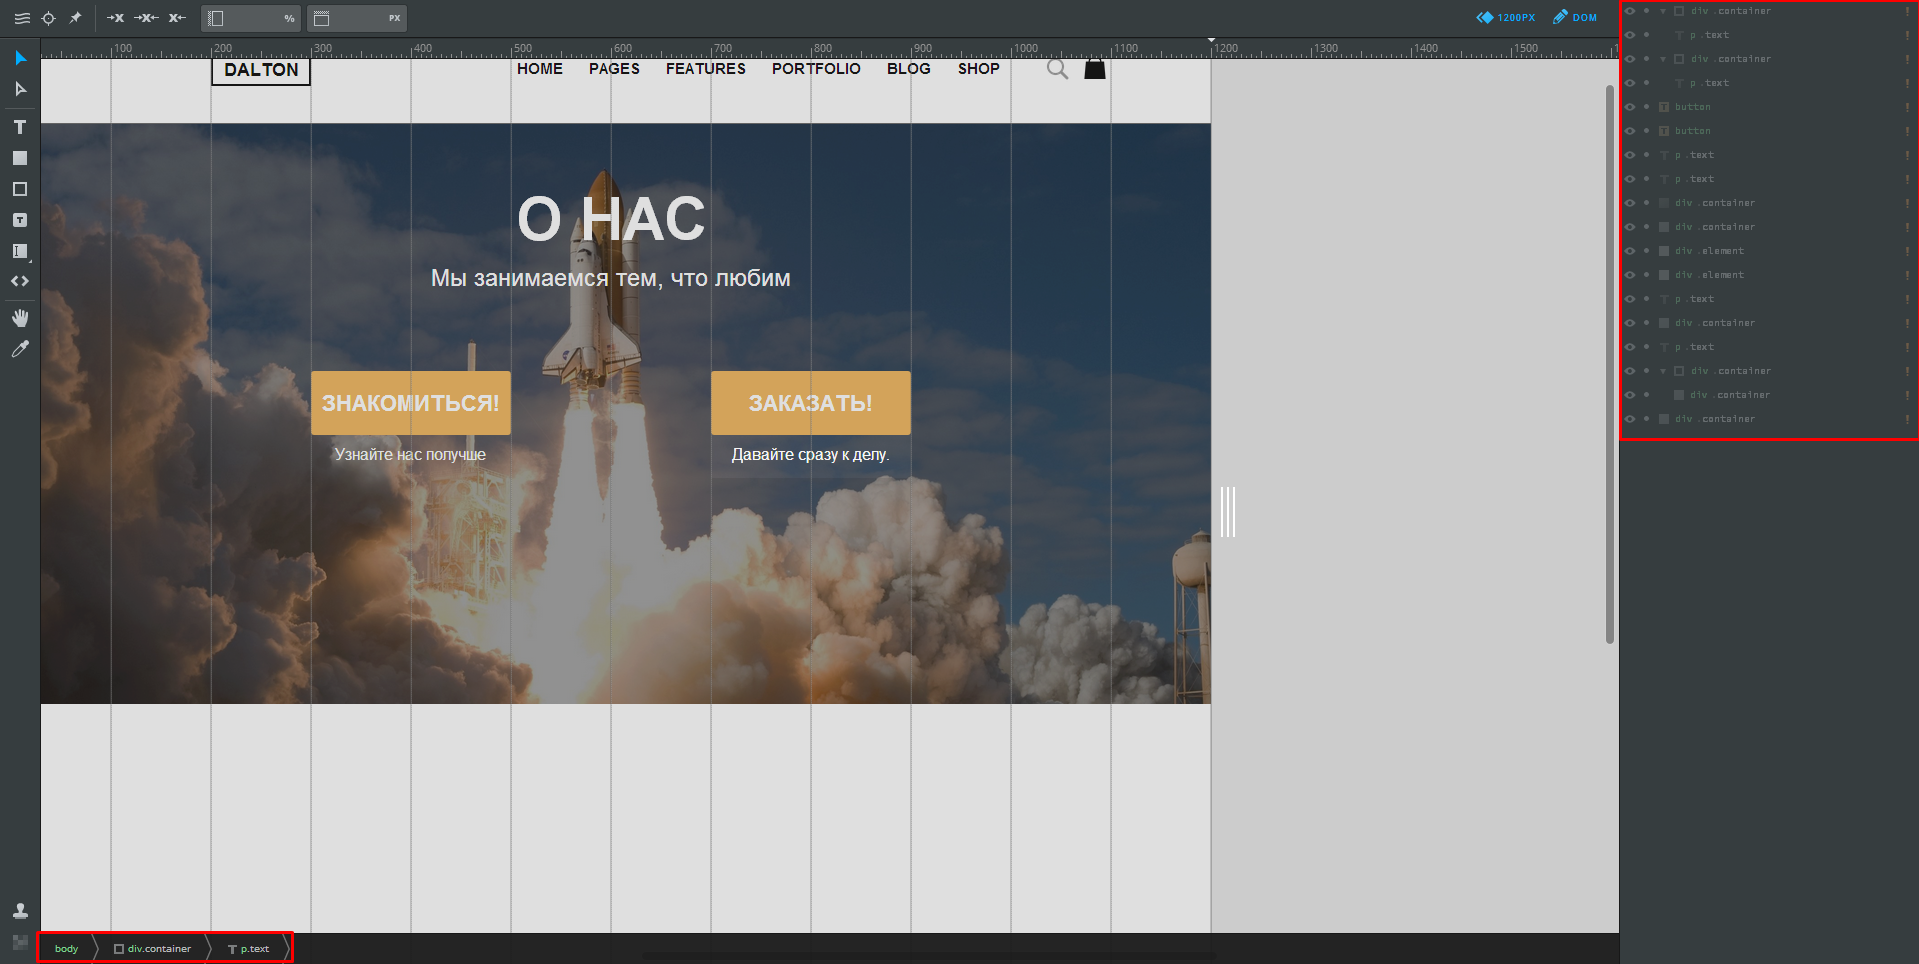 X X X % PX 1200PX DOM
100 200 300 400 500 600 700 800 900 1000 1100 1200 1300 1400 1500
DALTON HOME PAGES FEATURES PORTFOLIO BLOG SHOP
О НАС
Мы занимаемся тем, что любим
ЗНАКОМИТЬСЯ! ЗАКАЗАТЬ!
Узнайте нас получше Давайте сразу к делу.
body div.container p.text
div .container
p .text
div .container
p .text
button
button
p .text
p .text
div .container
div .container
div .element
div .element
p .text
div .container
p .text
div .container
div .container
div .container